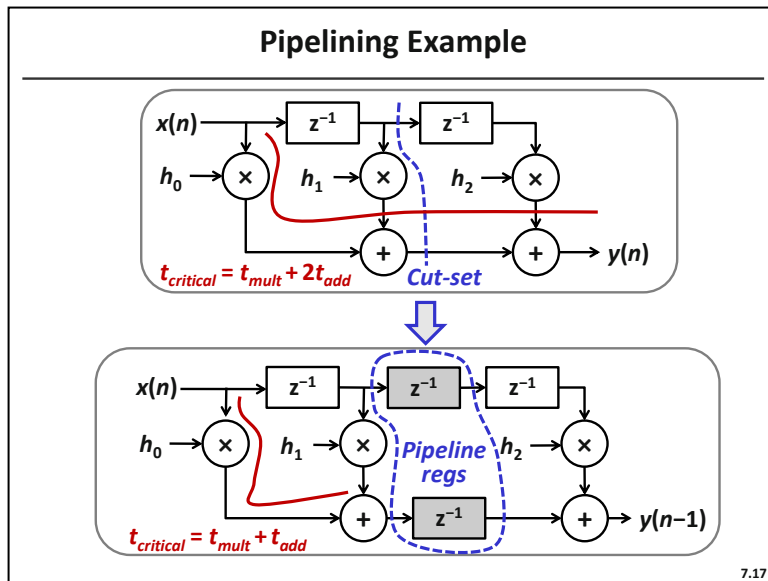 Pipelining Example
x(n)
z⁻¹
z⁻¹
h₀
×
h₁
×
h₂
×
+
+
y(n)
t_critical = t_mult + 2t_add
Cut-set
x(n)
z⁻¹
z⁻¹
z⁻¹
h₀
×
h₁
×
Pipeline
regs
h₂
×
+
z⁻¹
+
y(n−1)
t_critical = t_mult + t_add
7.17